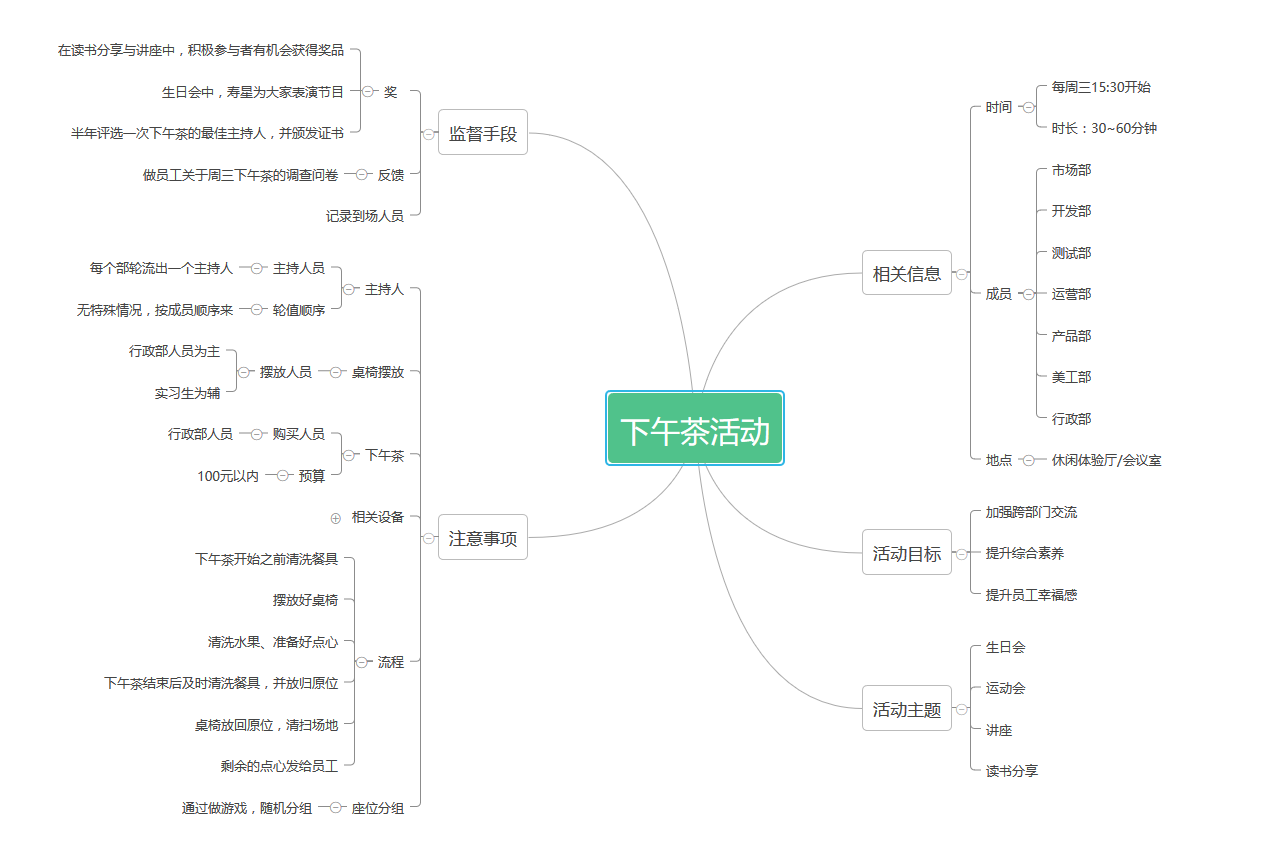 下午茶活动
相关信息
时间
每周三15:30开始
时长：30~60分钟
成员
市场部
开发部
测试部
运营部
产品部
美工部
行政部
地点
休闲体验厅/会议室
活动目标
加强跨部门交流
提升综合素养
提升员工幸福感
活动主题
生日会
运动会
讲座
读书分享
监督手段
奖
在读书分享与讲座中，积极参与者有机会获得奖品
生日会中，寿星为大家表演节目
半年评选一次下午茶的最佳主持人，并颁发证书
反馈
做员工关于周三下午茶的调查问卷
记录到场人员
注意事项
主持人
主持人员
每个部轮流出一个主持人
轮值顺序
无特殊情况，按成员顺序来
桌椅摆放
摆放人员
行政部人员为主
实习生为辅
下午茶
购买人员
行政部人员
预算
100元以内
相关设备
流程
下午茶开始之前清洗餐具
摆放好桌椅
清洗水果、准备好点心
下午茶结束后及时清洗餐具，并放归原位
桌椅放回原位，清扫场地
剩余的点心发给员工
座位分组
通过做游戏，随机分组